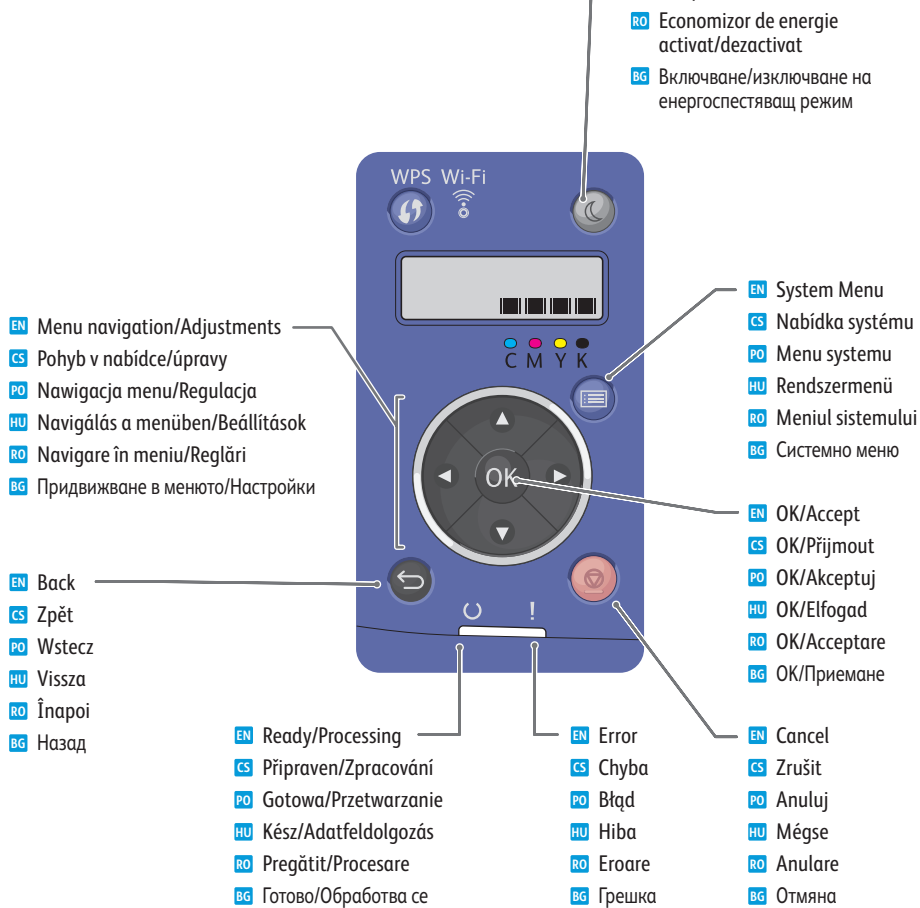 RO Economizor de energie
activat/dezactivat
BG Включване/изключване на
енергоспестяващ режим
WPS Wi-Fi
C M Y K
OK
EN Menu navigation/Adjustments
CS Pohyb v nabídce/úpravy
PO Nawigacja menu/Regulacja
HU Navigálás a menüben/Beállítások
RO Navigare în meniu/Reglări
BG Придвижване в менюто/Настройки
EN System Menu
CS Nabídka systému
PO Menu systemu
HU Rendszermenü
RO Meniul sistemului
BG Системно меню
EN OK/Accept
CS OK/Přijmout
PO OK/Akceptuj
HU OK/Elfogad
RO OK/Acceptare
BG OK/Приемане
EN Back
CS Zpět
PO Wstecz
HU Vissza
RO Înapoi
BG Назад
!
EN Ready/Processing
CS Připraven/Zpracování
PO Gotowa/Przetwarzanie
HU Kész/Adatfeldolgozás
RO Pregătit/Procesare
BG Готово/Обработва се
EN Error
CS Chyba
PO Błąd
HU Hiba
RO Eroare
BG Грешка
EN Cancel
CS Zrušit
PO Anuluj
HU Mégse
RO Anulare
BG Отмяна